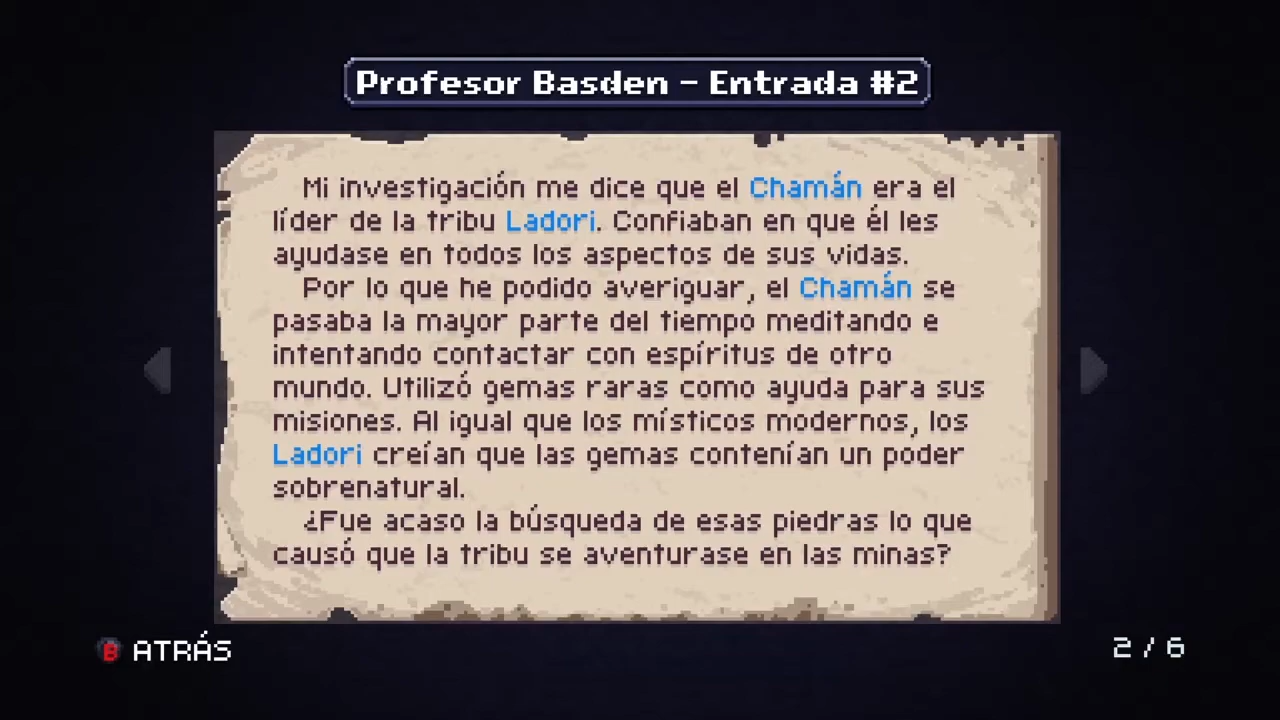 Profesor Basden - Entrada #2
Mi investigación me dice que el Chamán era el
líder de la tribu Ladori. Confiaban en que él les
ayudase en todos los aspectos de sus vidas.
Por lo que he podido averiguar, el Chamán se
pasaba la mayor parte del tiempo meditando e
intentando contactar con espíritus de otro
mundo. Utilizó gemas raras como ayuda para sus
misiones. Al igual que los místicos modernos, los
Ladori creían que las gemas contenían un poder
sobrenatural.
¿Fue acaso la búsqueda de esas piedras lo que
causó que la tribu se aventurase en las minas?
B ATRÁS
2 / 6